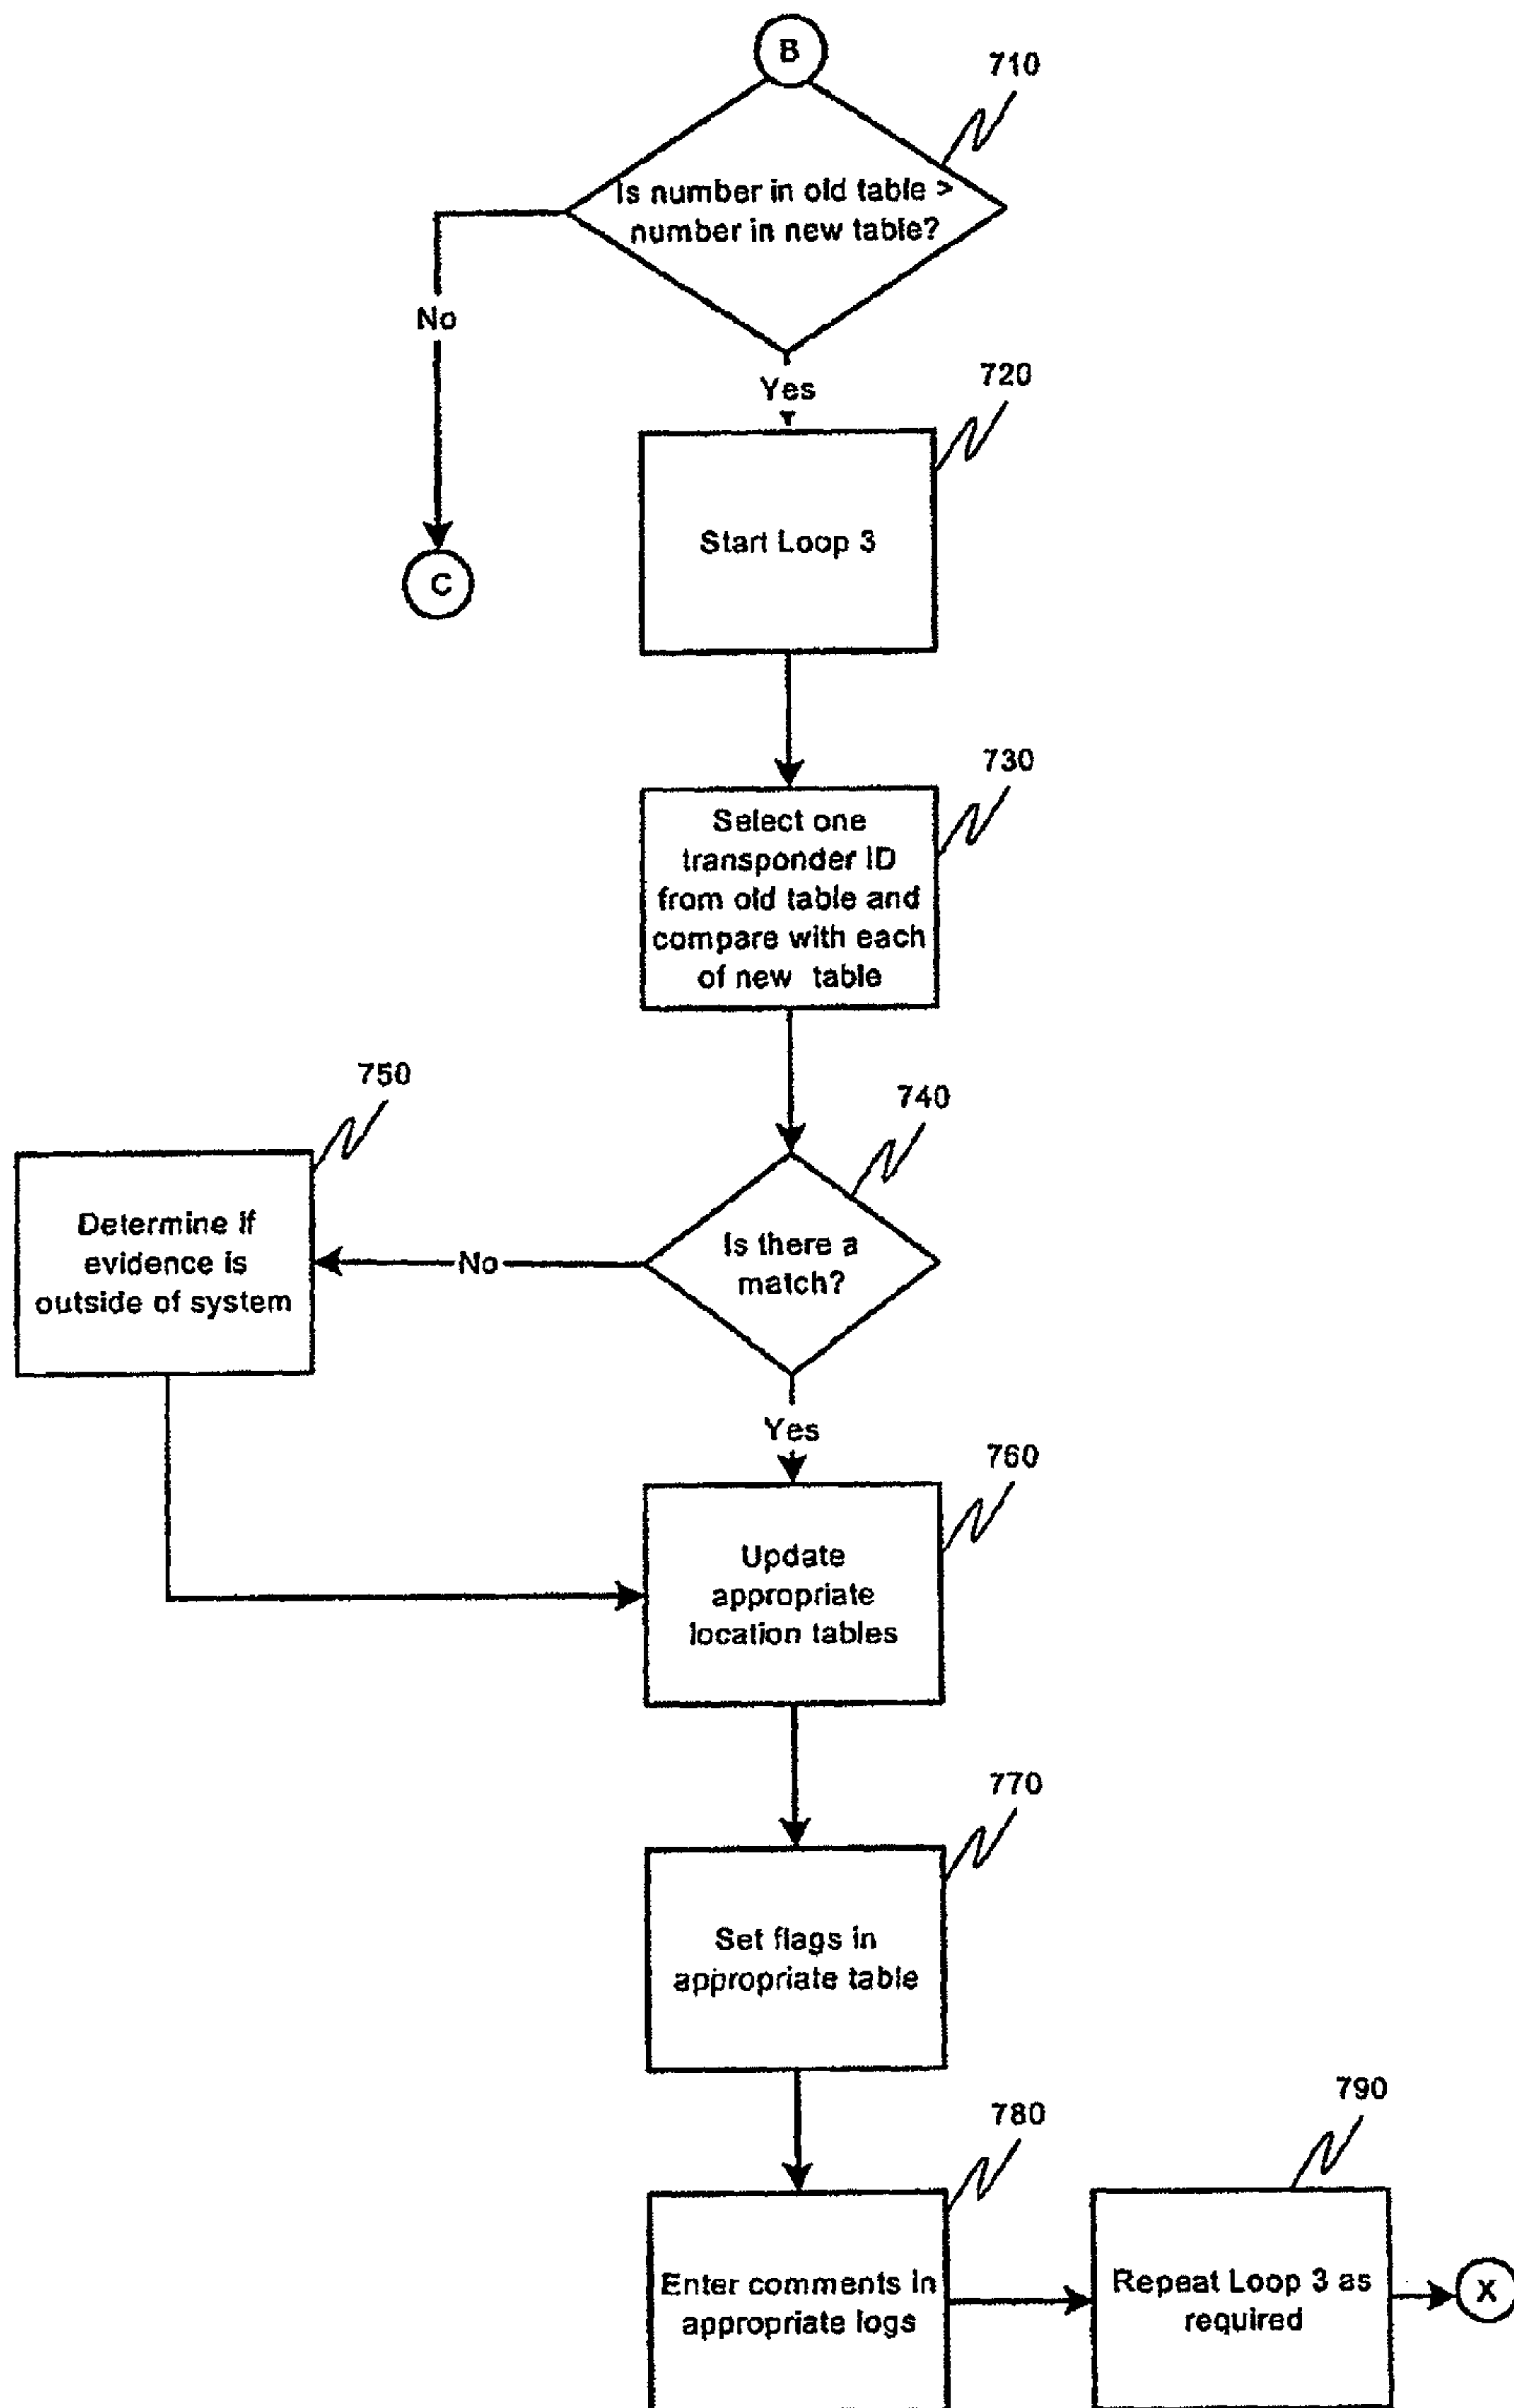 B
710
Is number in old table >
number in new table?
No
Yes
720
Start Loop 3
C
730
Select one
transponder ID
from old table and
compare with each
of new table
750
740
Determine if
evidence is
outside of system
No
Is there a
match?
Yes
760
Update
appropriate
location tables
770
Set flags in
appropriate table
780
790
Enter comments in
appropriate logs
Repeat Loop 3 as
required
X